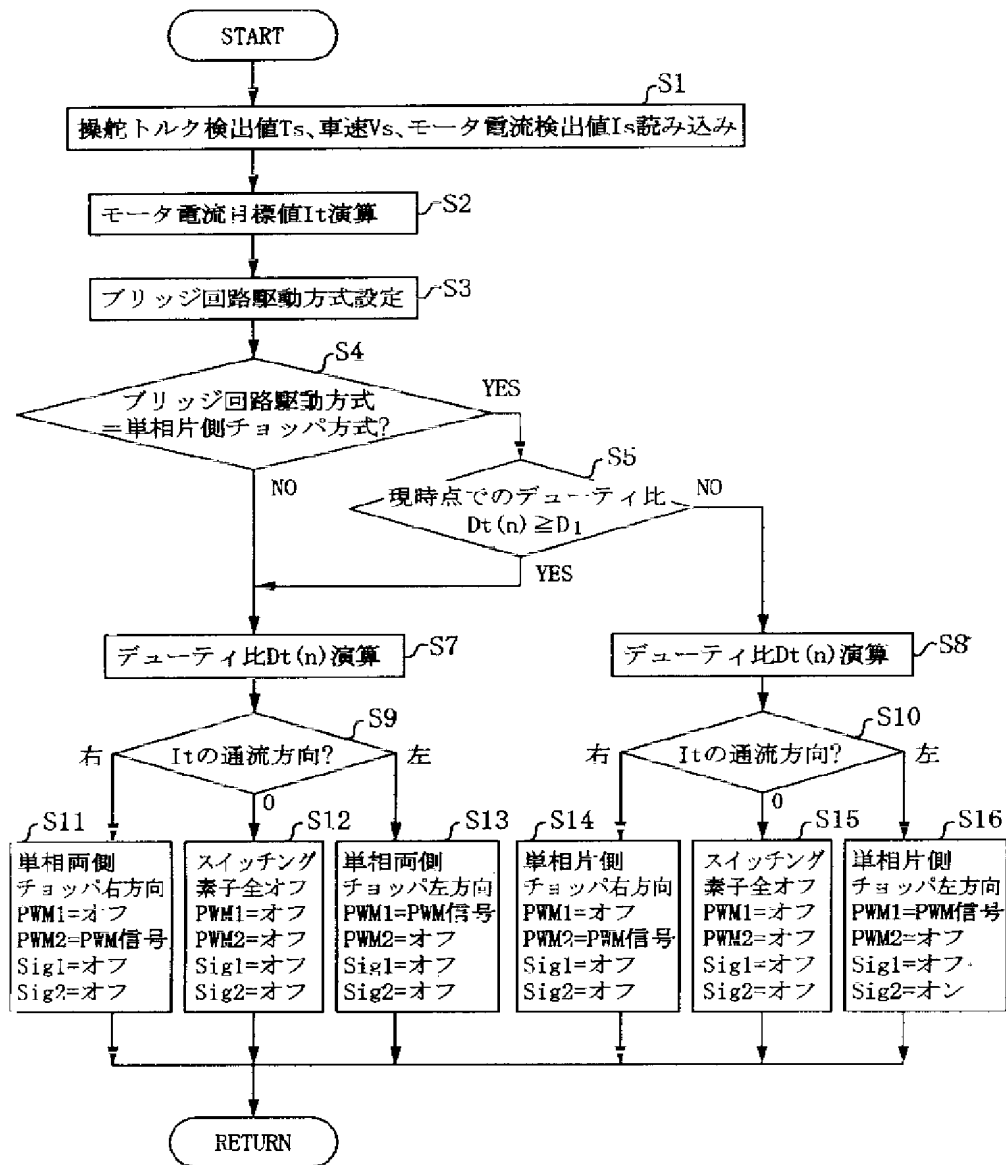 START
S1
操舵トルク検出値Ts、車速Vs、モータ電流検出値Is読み込み
S2
モータ電流目標値It演算
S3
ブリッジ回路駆動方式設定
S4
ブリッジ回路駆動方式
＝単相片側チョッパ方式?
YES
NO
S5
現時点でのデューティ比
Dt(n)≧D1
NO
YES
S7
デューティ比Dt(n)演算
S8
デューティ比Dt(n)演算
S9
Itの通流方向?
右
左
0
S10
Itの通流方向?
右
左
0
S11
単相両側
チョッパ右方向
PWM1=オフ
PWM2=PWM信号
Sig1=オフ
Sig2=オフ
S12
スイッチング
素子全オフ
PWM1=オフ
PWM2=オフ
Sig1=オフ
Sig2=オフ
S13
単相両側
チョッパ左方向
PWM1=PWM信号
PWM2=オフ
Sig1=オフ
Sig2=オフ
S14
単相片側
チョッパ右方向
PWM1=オフ
PWM2=PWM信号
Sig1=オフ
Sig2=オフ
S15
スイッチング
素子全オフ
PWM1=オフ
PWM2=オフ
Sig1=オフ
Sig2=オフ
S16
単相片側
チョッパ左方向
PWM1=PWM信号
PWM2=オフ
Sig1=オフ
Sig2=オン
RETURN